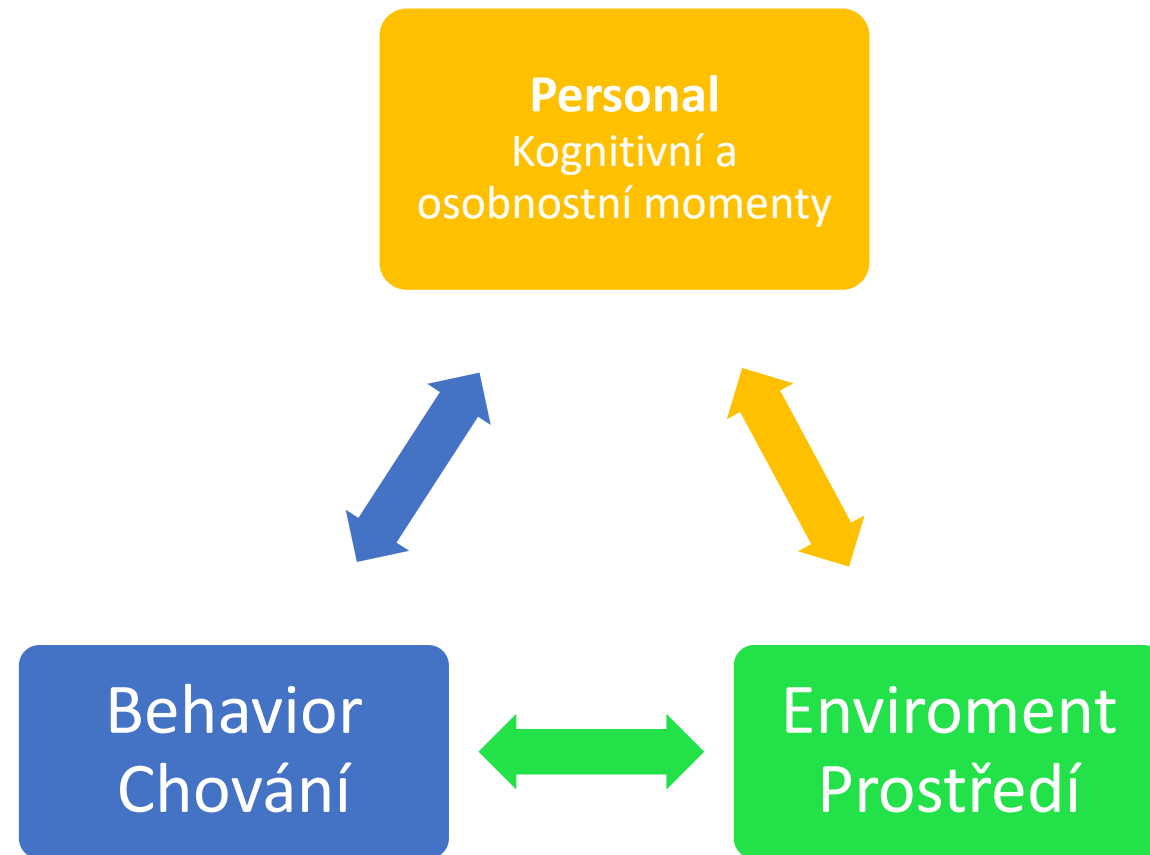 Personal
Kognitivní a
osobnostní momenty
Behavior
Chování
Enviroment
Prostředí